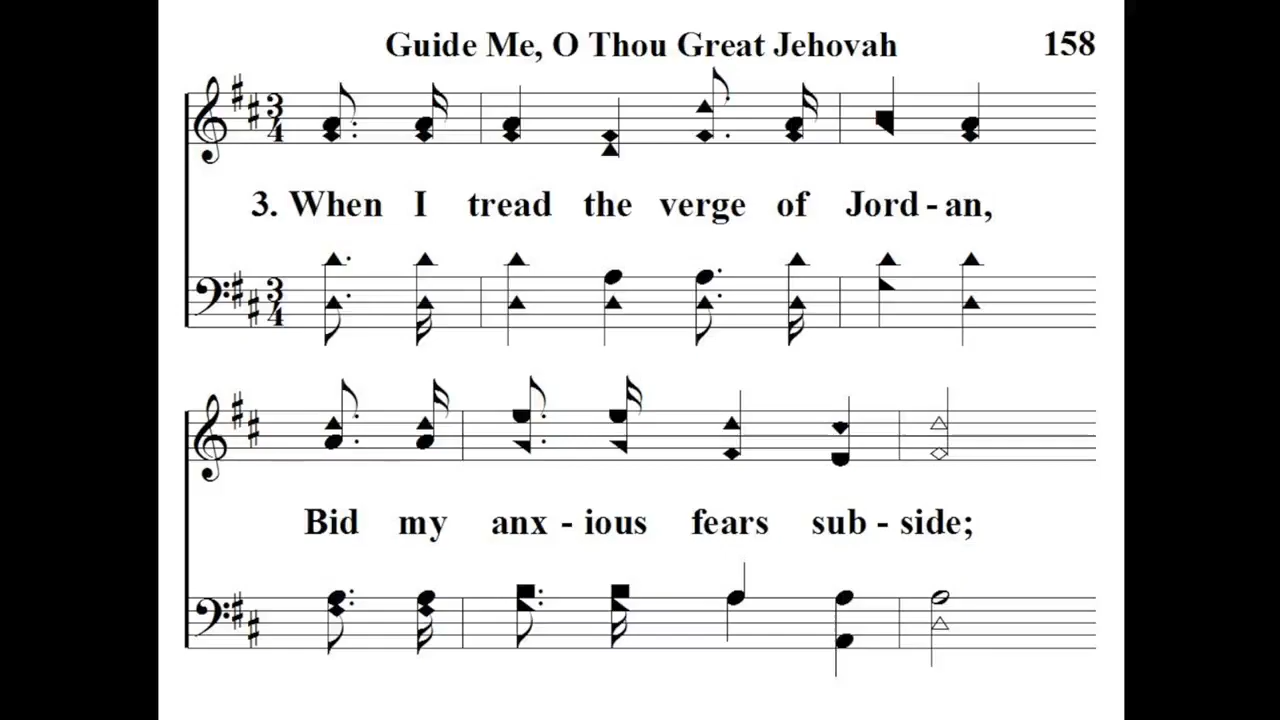 Guide Me, O Thou Great Jehovah 158
3. When I tread the verge of Jord - an,
Bid my anx - ious fears sub - side;